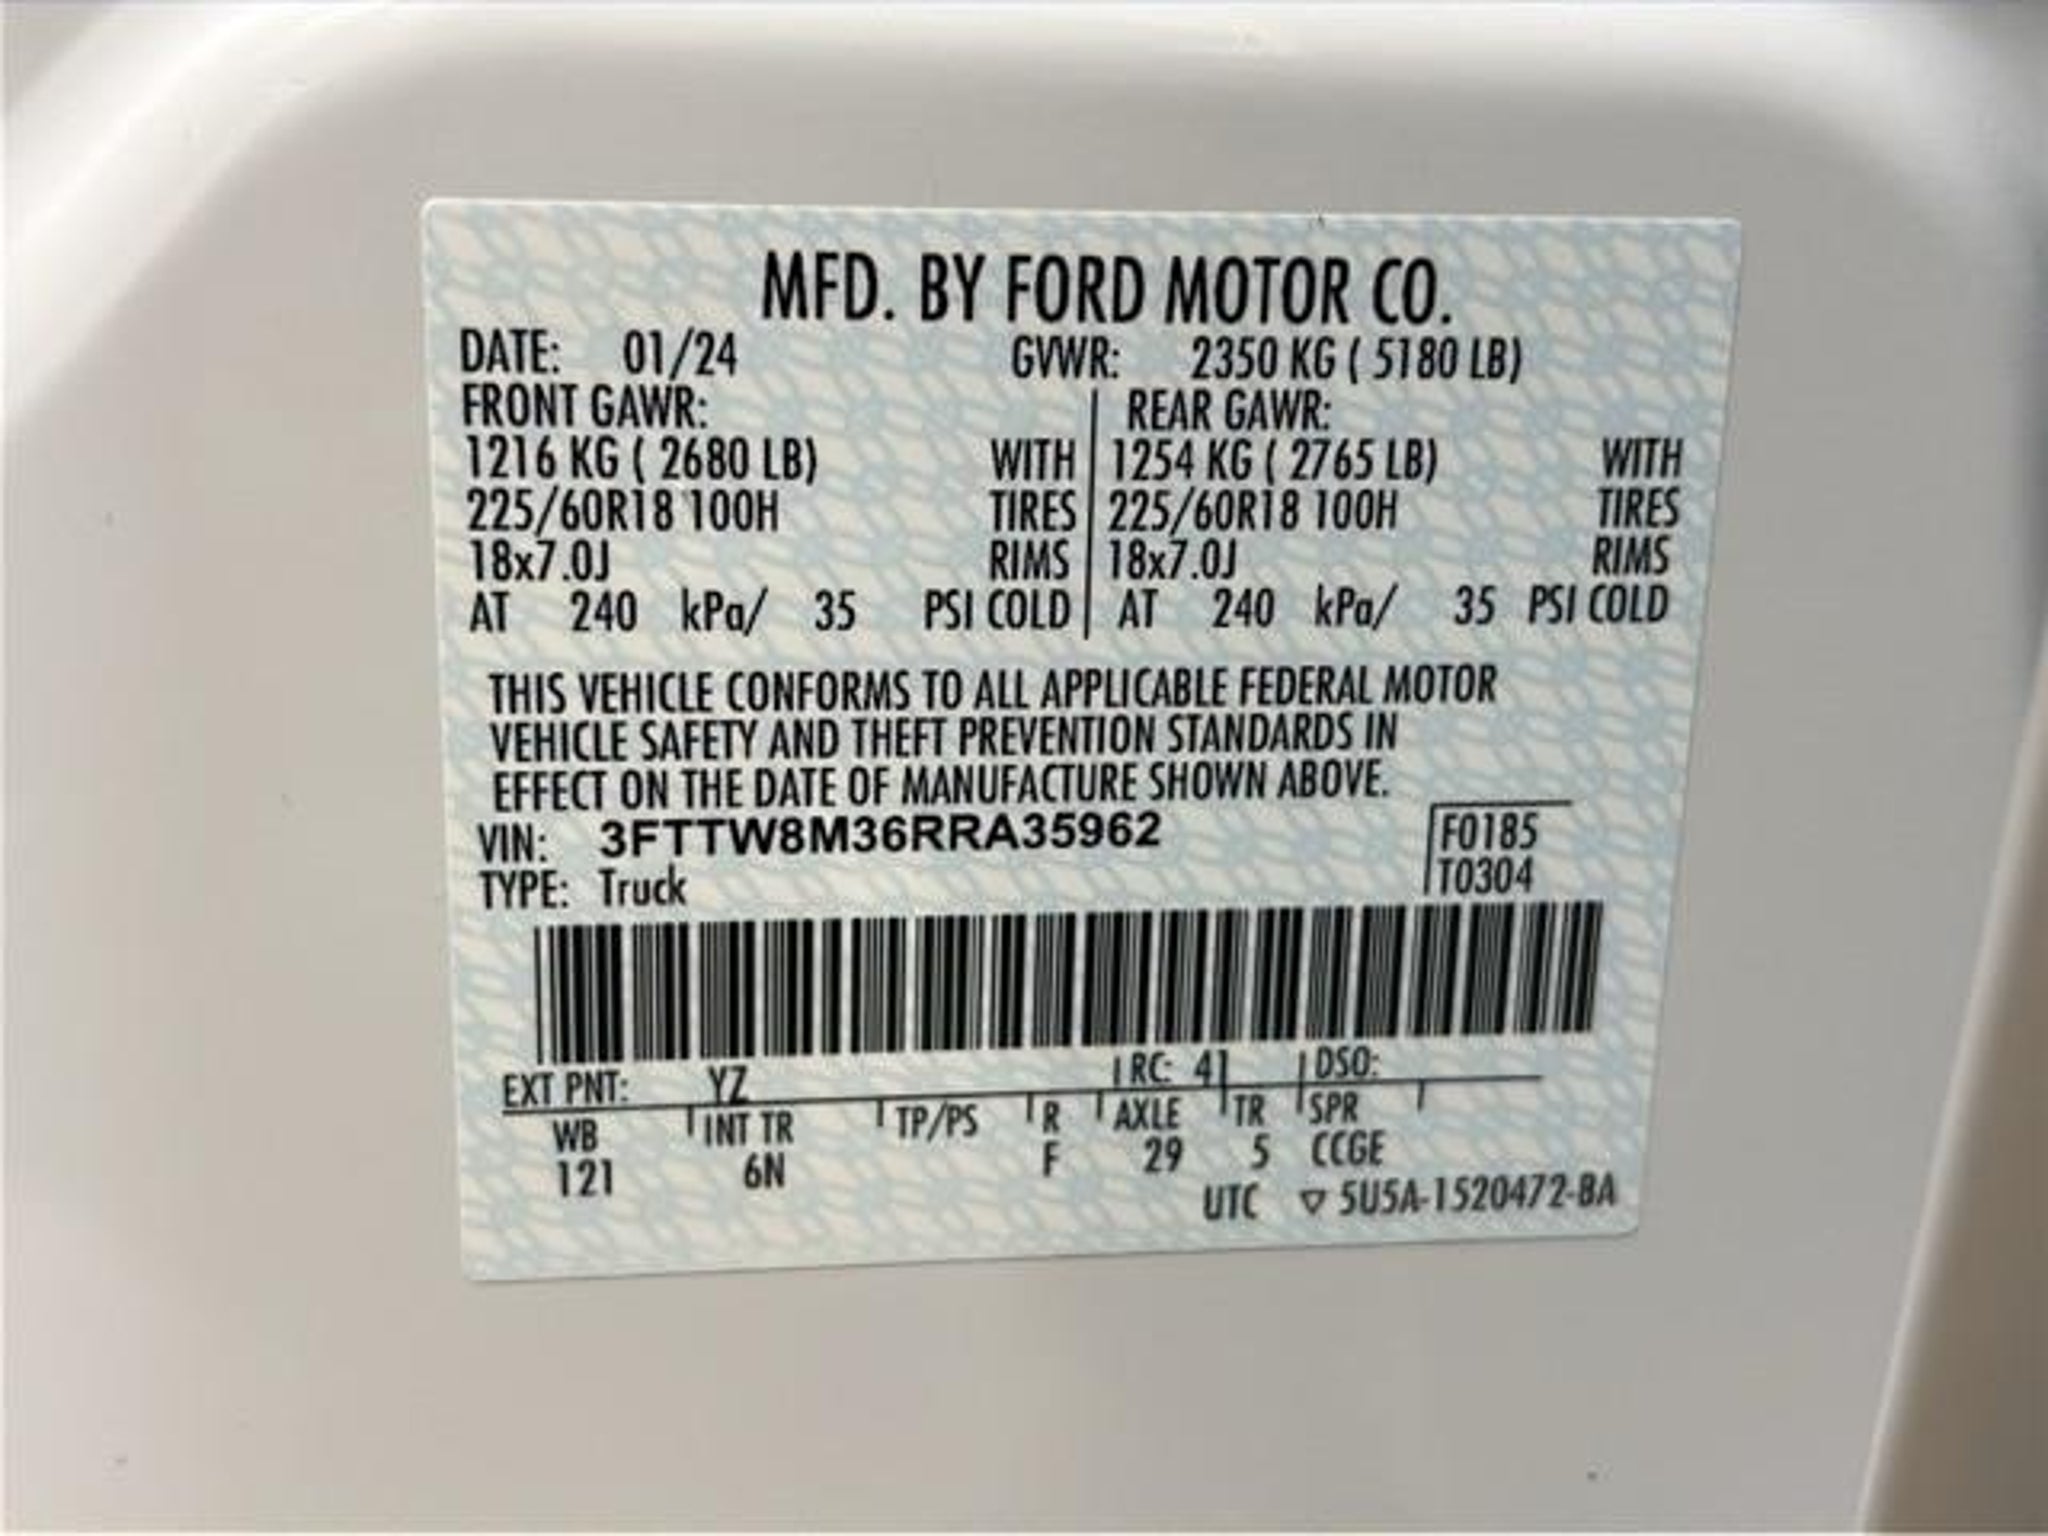 MFD. BY FORD MOTOR CO.
DATE: 01/24 GVWR: 2350 KG ( 5180 LB)
FRONT GAWR: REAR GAWR:
1216 KG ( 2680 LB) WITH 1254 KG ( 2765 LB) WITH
225/60R18 100H TIRES 225/60R18 100H TIRES
18x7.0J RIMS 18x7.0J RIMS
AT 240 kPa/ 35 PSI COLD AT 240 kPa/ 35 PSI COLD
THIS VEHICLE CONFORMS TO ALL APPLICABLE FEDERAL MOTOR
VEHICLE SAFETY AND THEFT PREVENTION STANDARDS IN
EFFECT ON THE DATE OF MANUFACTURE SHOWN ABOVE.
VIN: 3FTTW8M36RRA35962 F0185
TYPE: Truck T0304
EXT PNT: YZ RC: 41 DSO:
WB INT TR TP/PS R AXLE TR SPR
121 6N F 29 5 CCGE
UTC ▽ 5U5A-1520472-BA